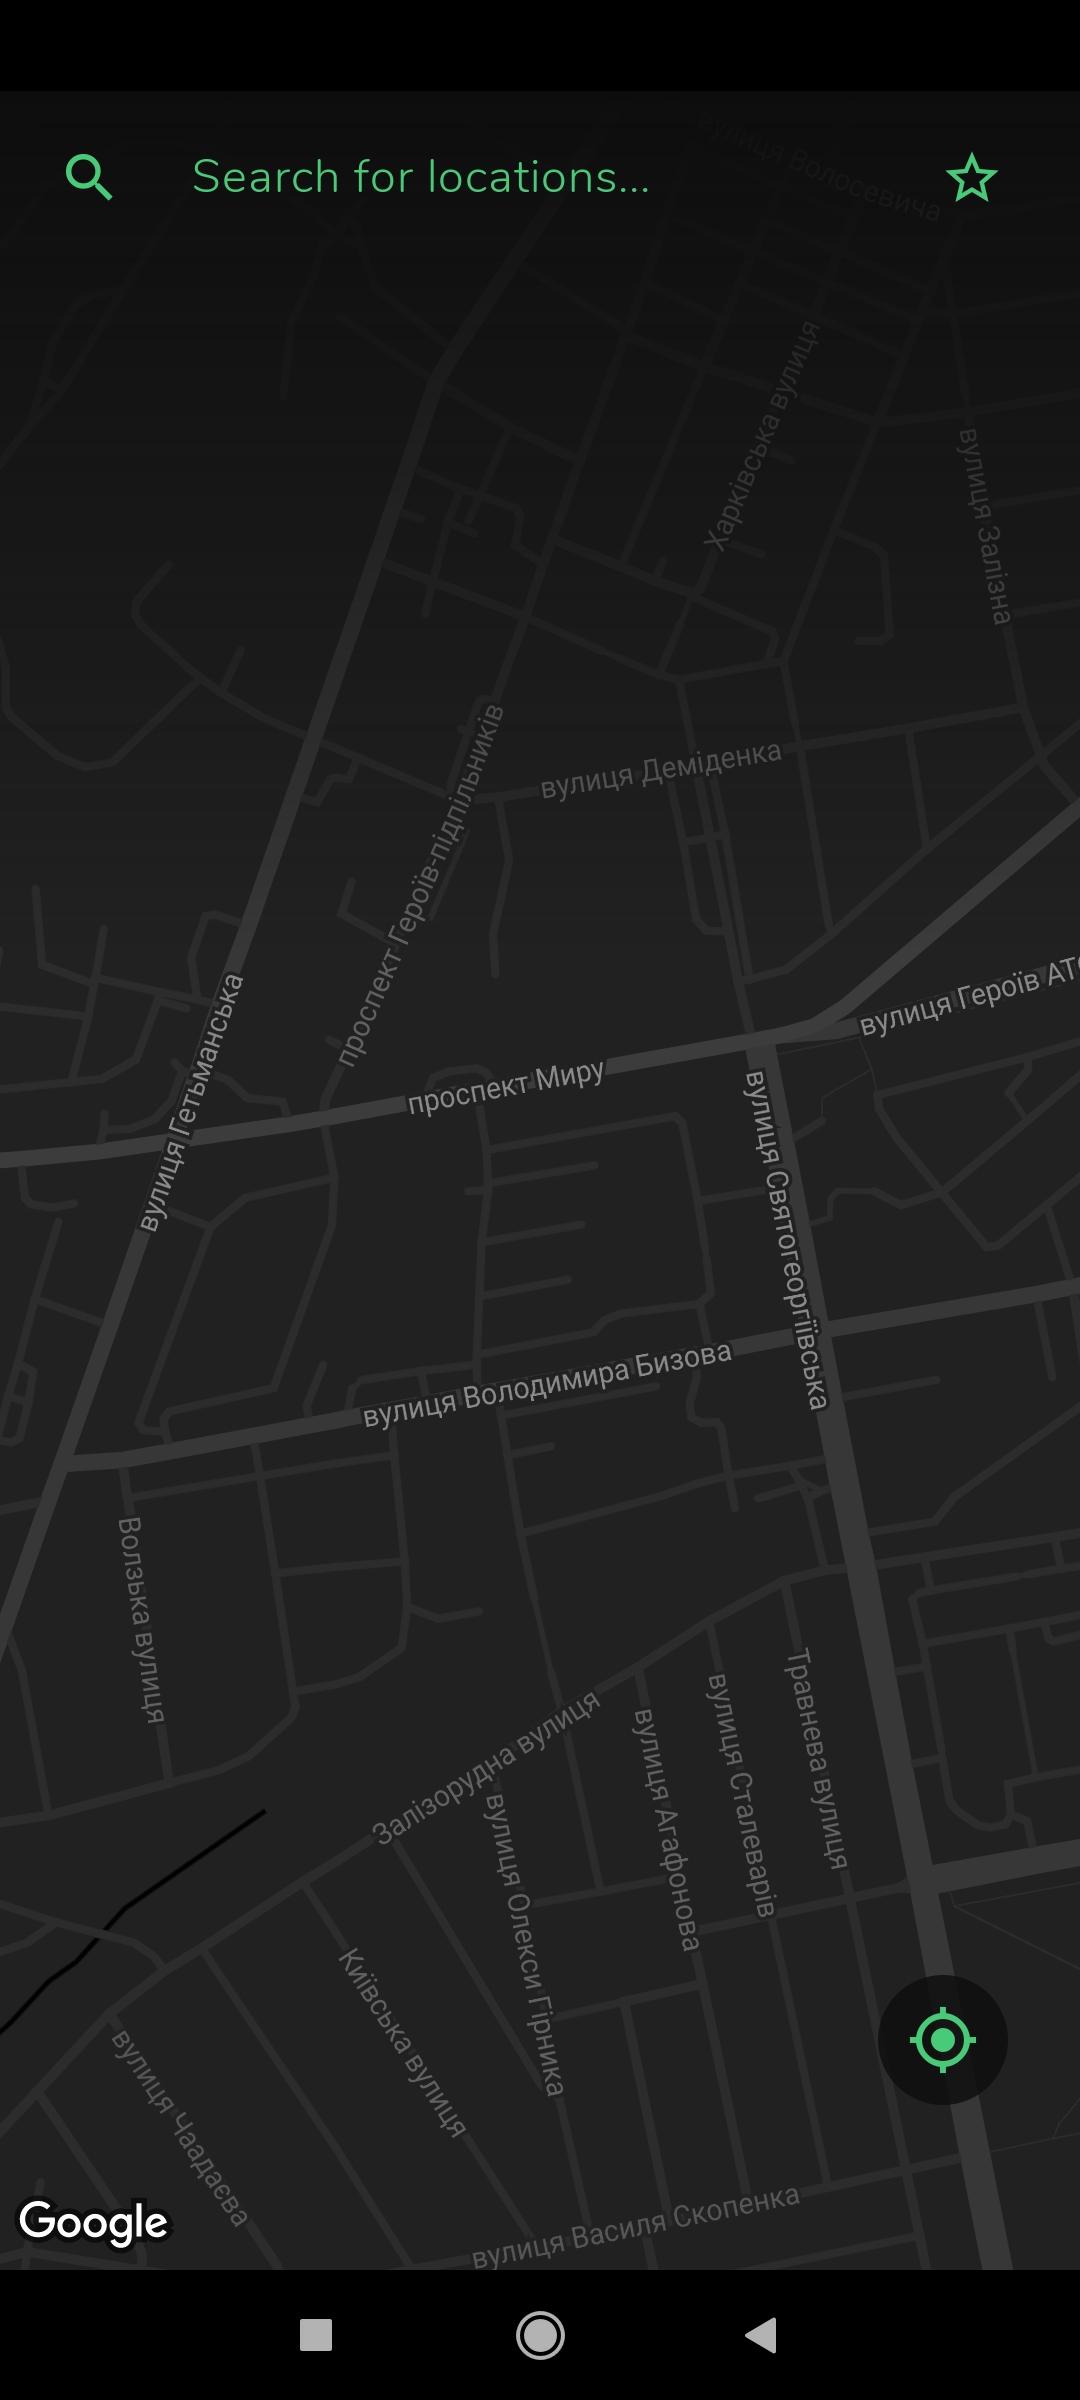 Search for locations...
вулиця Волосевича
Харківська вулиця
вулиця Залізна
проспект Героїв-підпільників
вулиця Деміденка
вулиця Гетьманська
вулиця Героїв АТО
проспект Миру
вулиця Святогеоргіївська
вулиця Володимира Бизова
Волзька вулиця
Залізорудна вулиця
вулиця Агафонова
вулиця Сталеварів
Травнева вулиця
вулиця Олекси Гірника
Київська вулиця
вулиця Чаадаєва
вулиця Василя Скопенка
Google